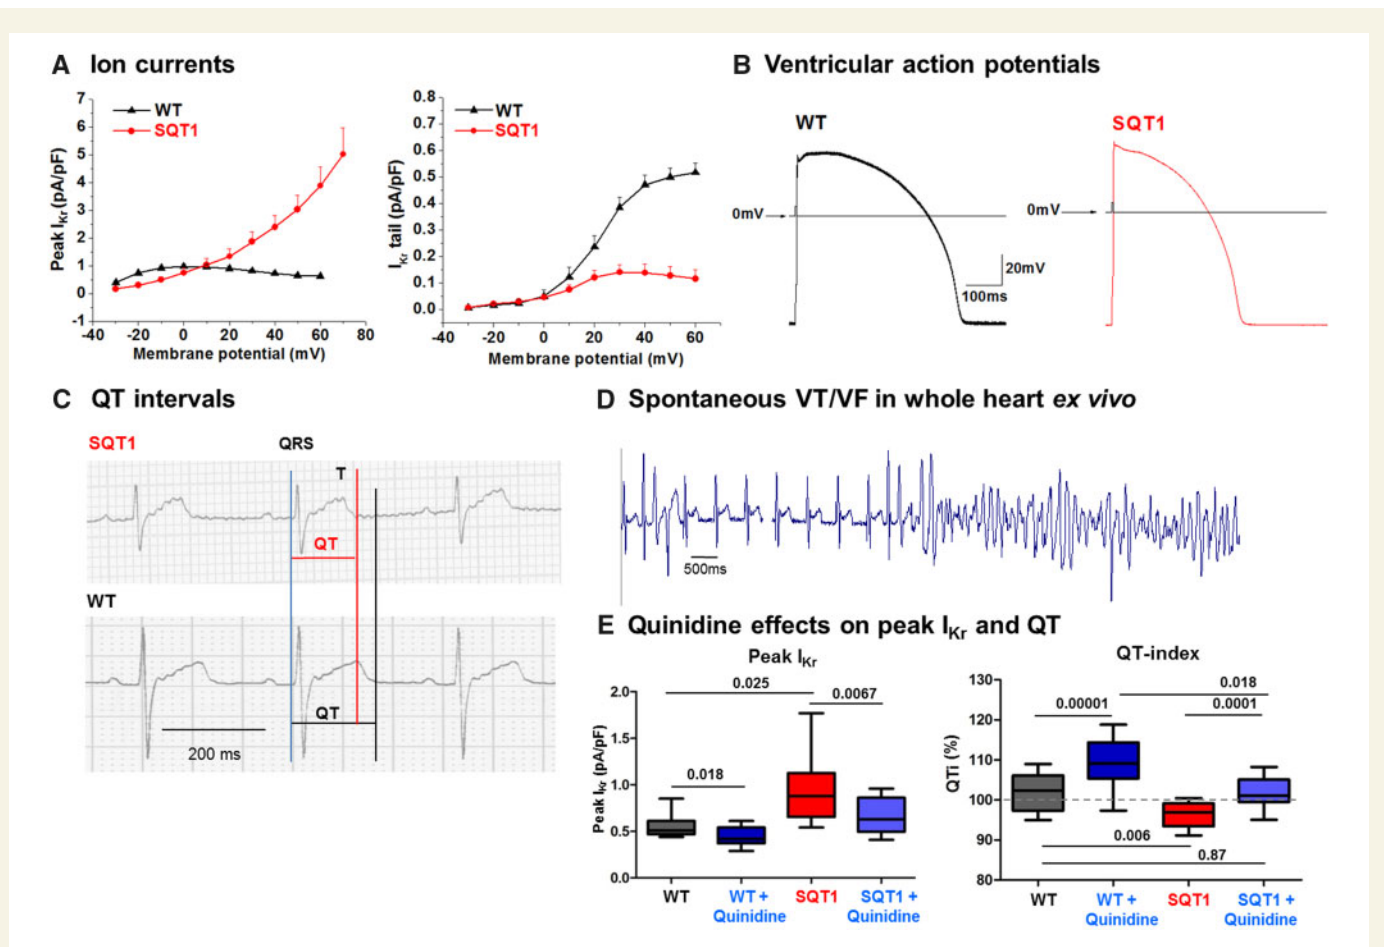 A Ion currents
7
6
5
4
3
2
1
0
-1
Peak IKr (pA/pF)
WT
SQT1
-40 -20 0 20 40 60 80
Membrane potential (mV)
0.8
0.7
0.6
0.5
0.4
0.3
0.2
0.1
0.0
IKr tail (pA/pF)
WT
SQT1
-40 -20 0 20 40 60
Membrane potential (mV)
B Ventricular action potentials
WT
0mV
20mV
100ms
SQT1
0mV
C QT intervals
SQT1
QRS
T
QT
WT
QT
200 ms
D Spontaneous VT/VF in whole heart ex vivo
500ms
E Quinidine effects on peak IKr and QT
Peak IKr
2.0
1.0
0.5
0.0
Peak IKr (pA/pF)
0.025
0.0067
0.018
WT
WT +
Quinidine
SQT1
SQT1 +
Quinidine
QT-index
130
120
110
100
90
80
QTi (%)
0.018
0.00001
0.0001
0.006
0.87
WT
WT +
Quinidine
SQT1
SQT1 +
Quinidine